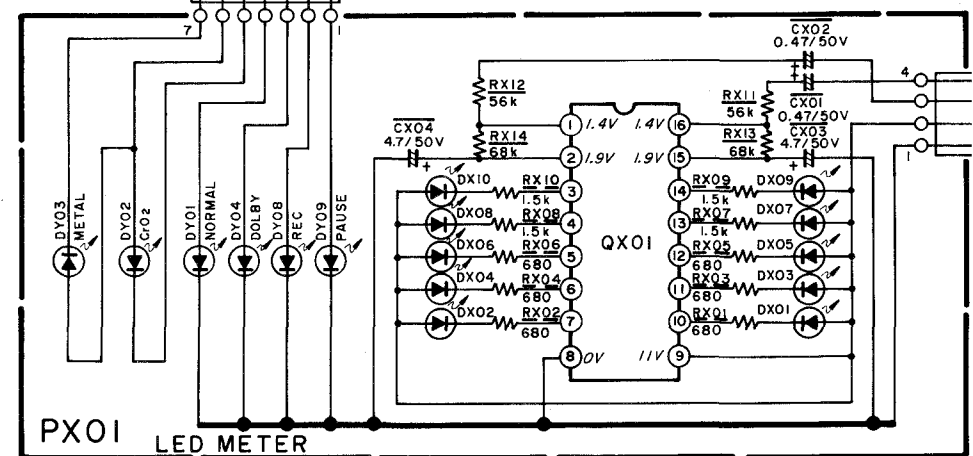 7
1
CX02
0.47/50V
4
RX12
56k
RX11
56k
CX01
0.47/50V
CX04
4.7/50V
RX14
68k
1 1.4V
1.4V 16
RX13
68k
CX03
4.7/50V
2 1.9V
1.9V 15
1
DX10
RX10
1.5k
3
14
RX09
1.5k
DX09
DX08
RX08
1.5k
4
13
RX07
1.5k
DX07
QX01
DX06
RX06
680
5
12
RX05
680
DX05
DX04
RX04
680
6
11
RX03
680
DX03
DX02
RX02
680
7
10
RX01
680
DX01
8 0V
11V 9
DY03
METAL
DY02
CrO2
DY01
NORMAL
DY04
DOLBY
DY08
REC
DY09
PAUSE
PX01
LED METER